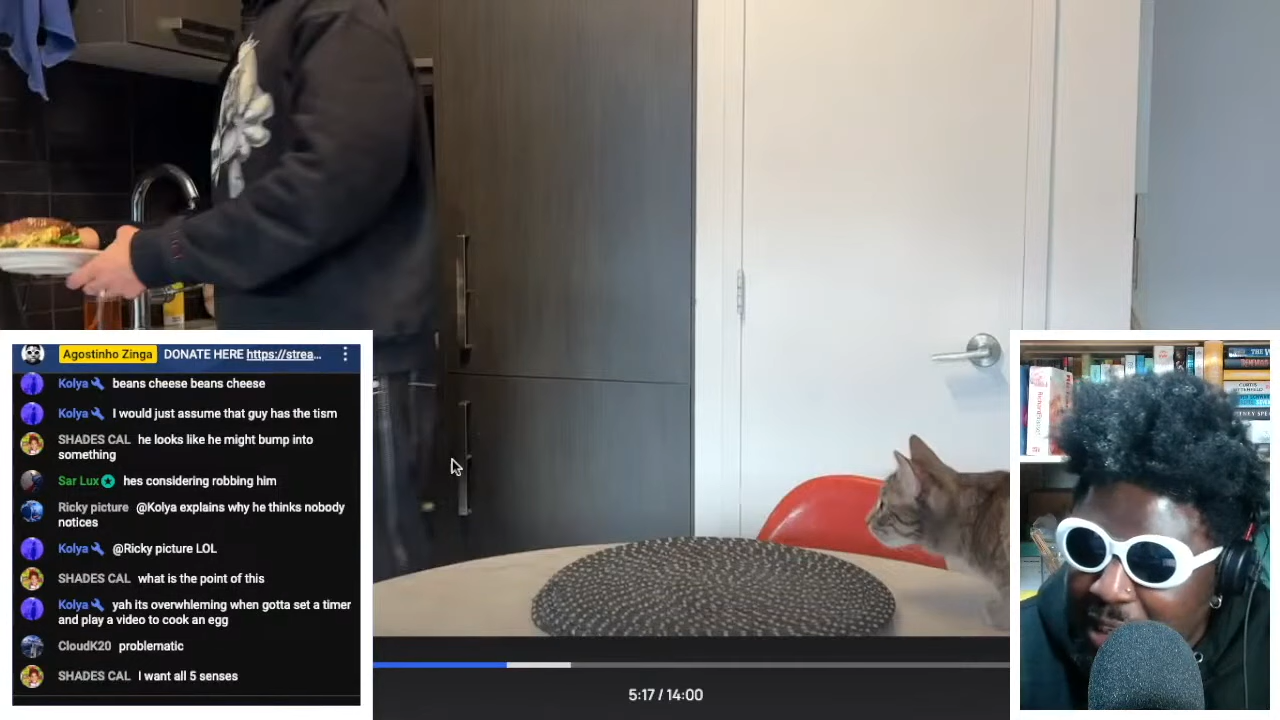 Agostinho Zinga DONATE HERE https://strea...
Kolya beans cheese beans cheese
Kolya I would just assume that guy has the tism
SHADES CAL he looks like he might bump into
something
Sar Lux hes considering robbing him
Ricky picture @Kolya explains why he thinks nobody
notices
Kolya @Ricky picture LOL
SHADES CAL what is the point of this
Kolya yah its overwhleming when gotta set a timer
and play a video to cook an egg
CloudK20 problematic
SHADES CAL I want all 5 senses
5:17 / 14:00